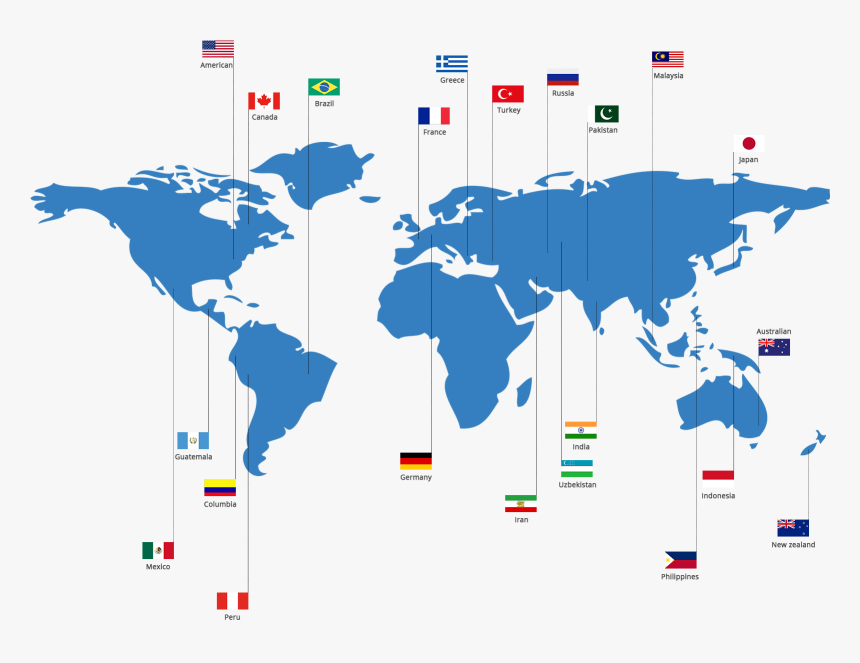 American
Greece
Malaysia
Turkey
Russia
Brazil
Canada
France
Pakistan
Japan
Australian
India
Guatemala
Germany
Uzbekistan
Columbia
Indonesia
Iran
New zealand
Mexico
Philippines
Peru